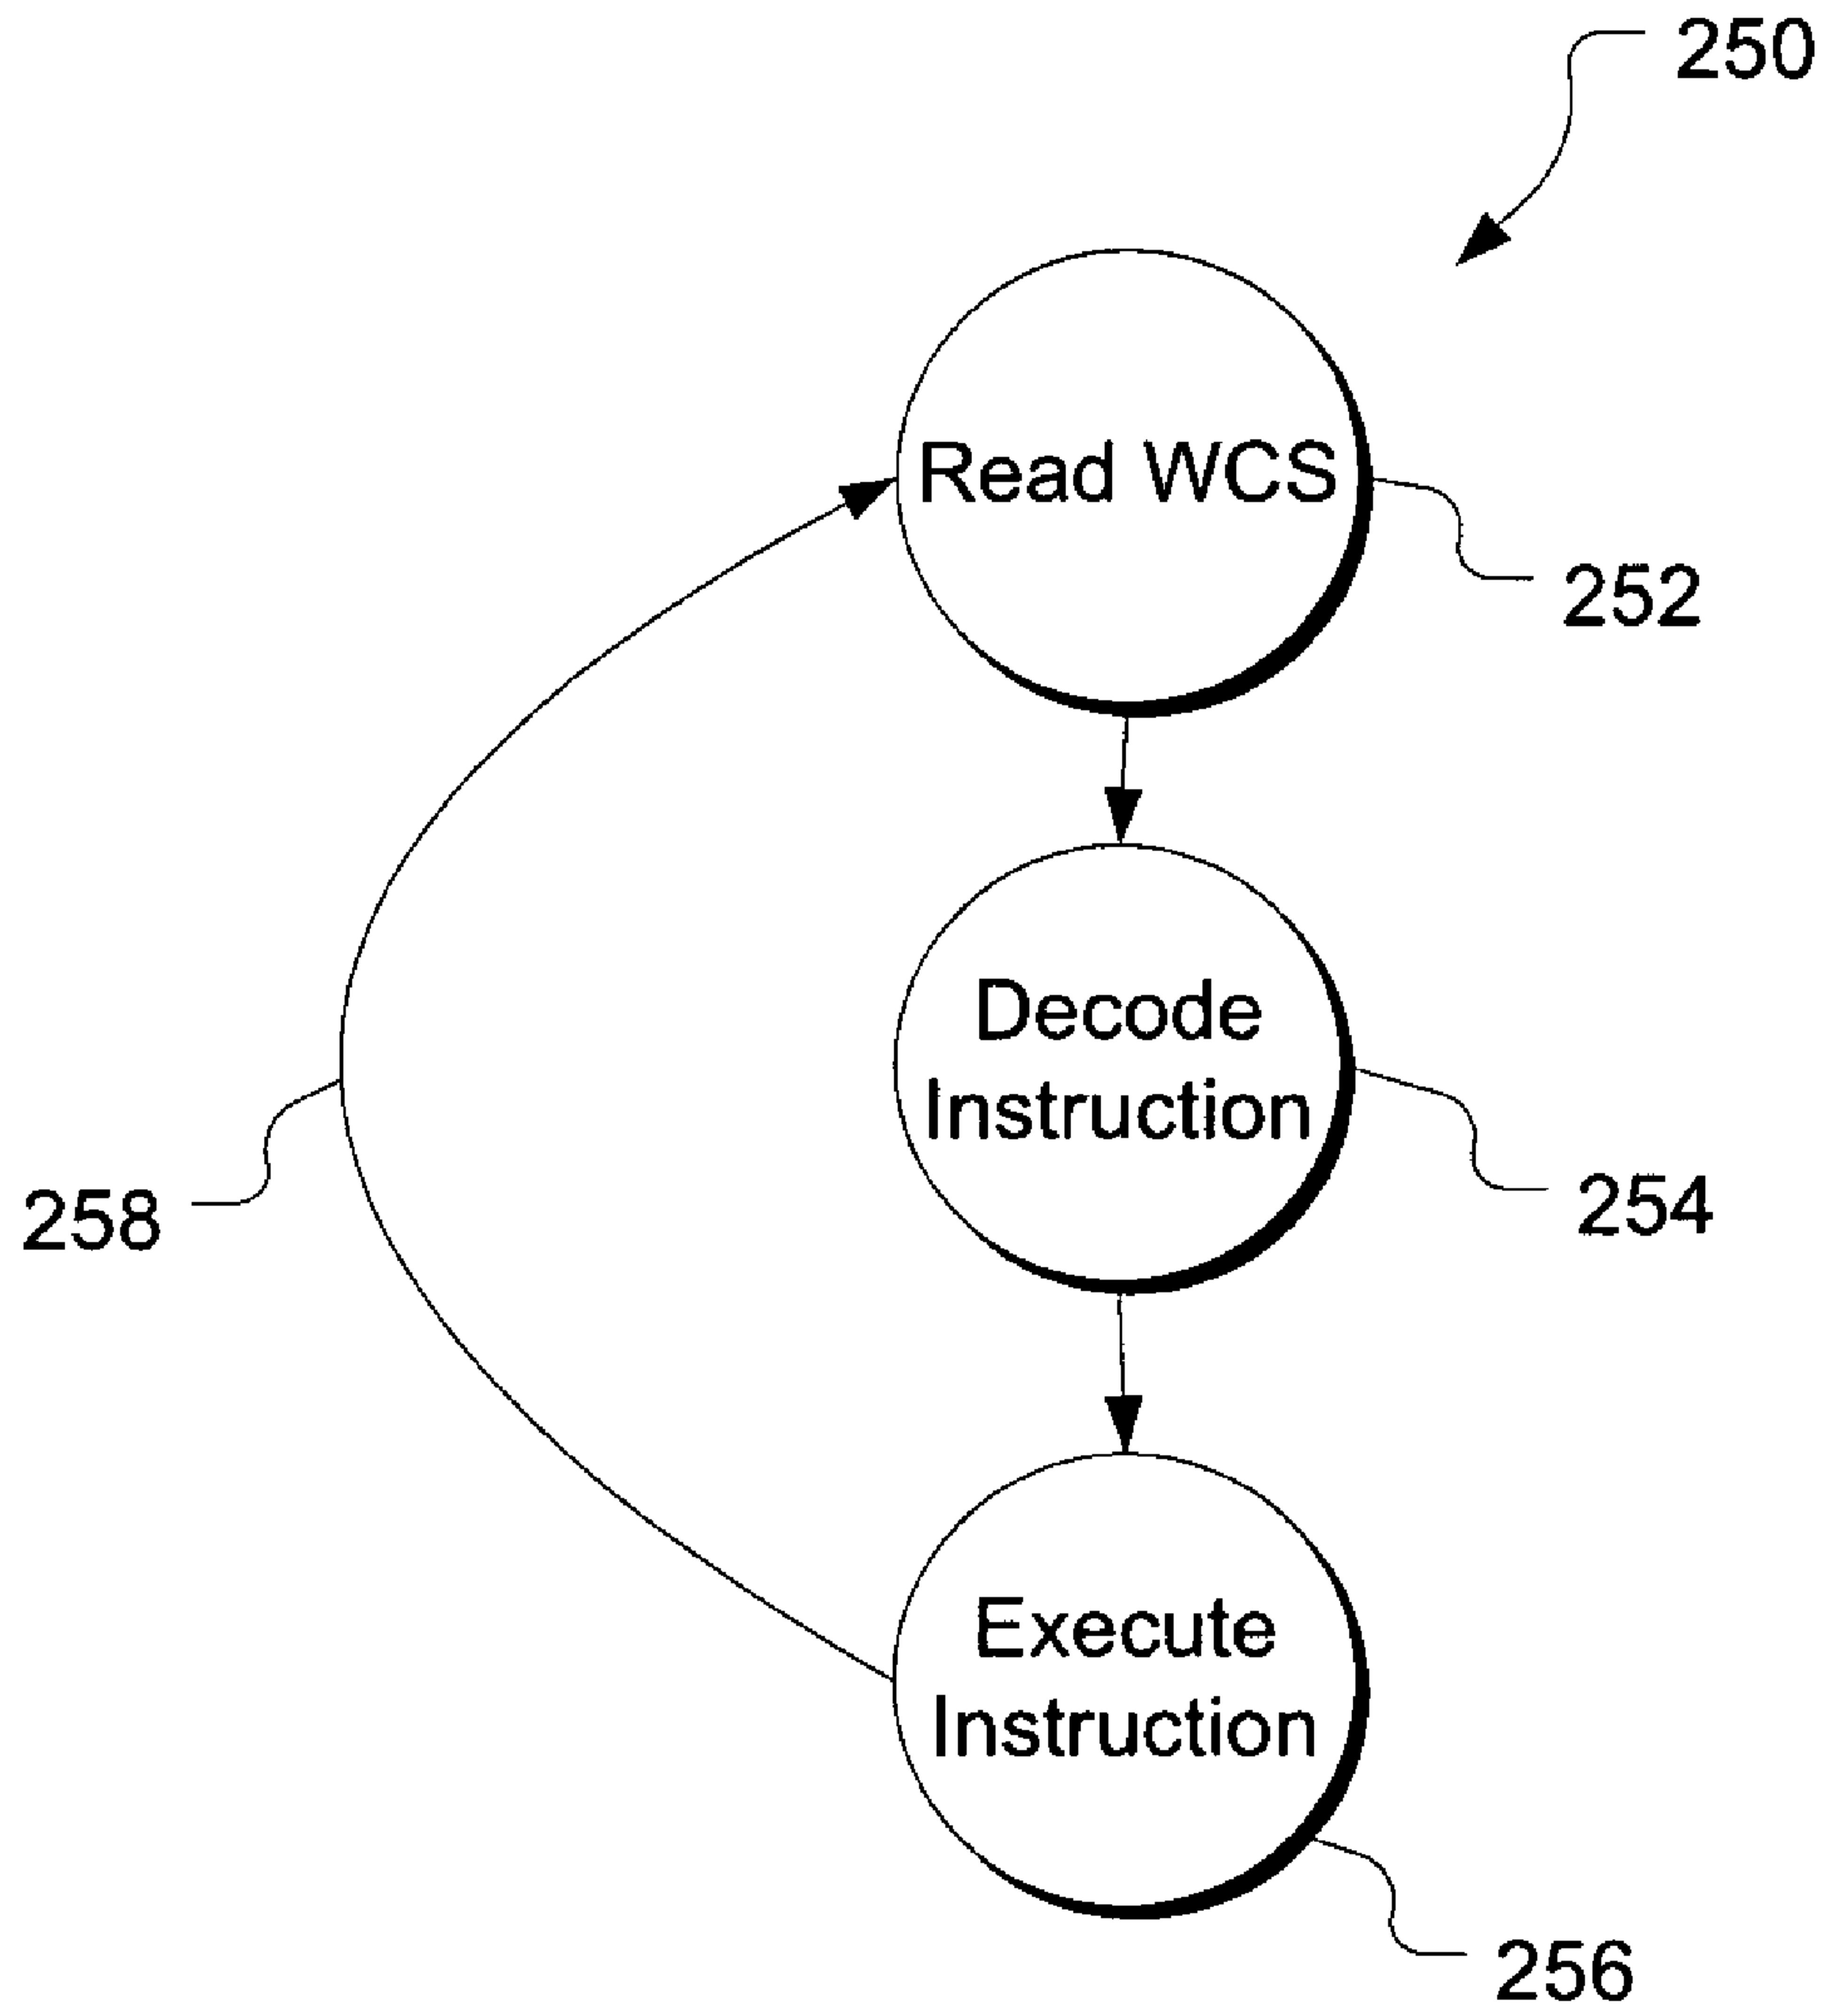 250
Read WCS
252
Decode
Instruction
254
258
Execute
Instruction
256